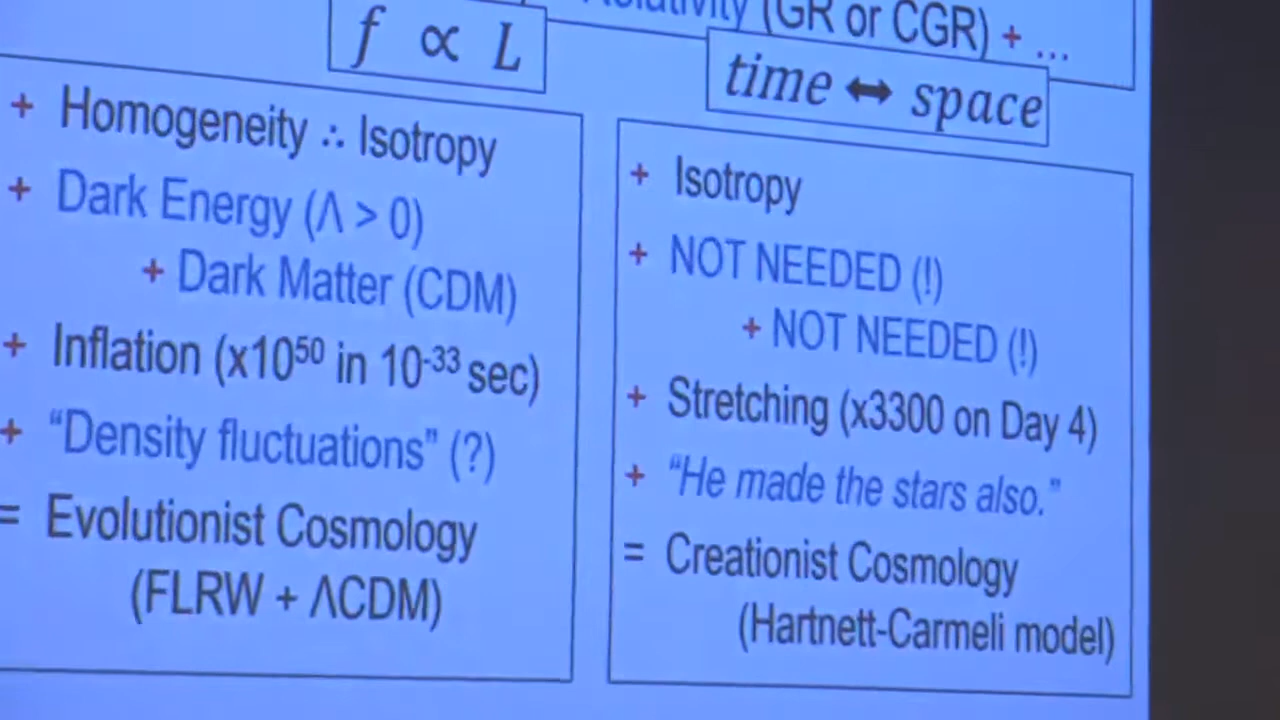 Relativity (GR or CGR) + ...
f ∝ L
time ↔ space
+ Homogeneity ∴ Isotropy
+ Dark Energy (Λ > 0)
+ Dark Matter (CDM)
+ Inflation (x10⁵⁰ in 10⁻³³ sec)
+ “Density fluctuations” (?)
= Evolutionist Cosmology
(FLRW + ΛCDM)
+ Isotropy
+ NOT NEEDED (!)
+ NOT NEEDED (!)
+ Stretching (x3300 on Day 4)
+ “He made the stars also.”
= Creationist Cosmology
(Hartnett-Carmeli model)